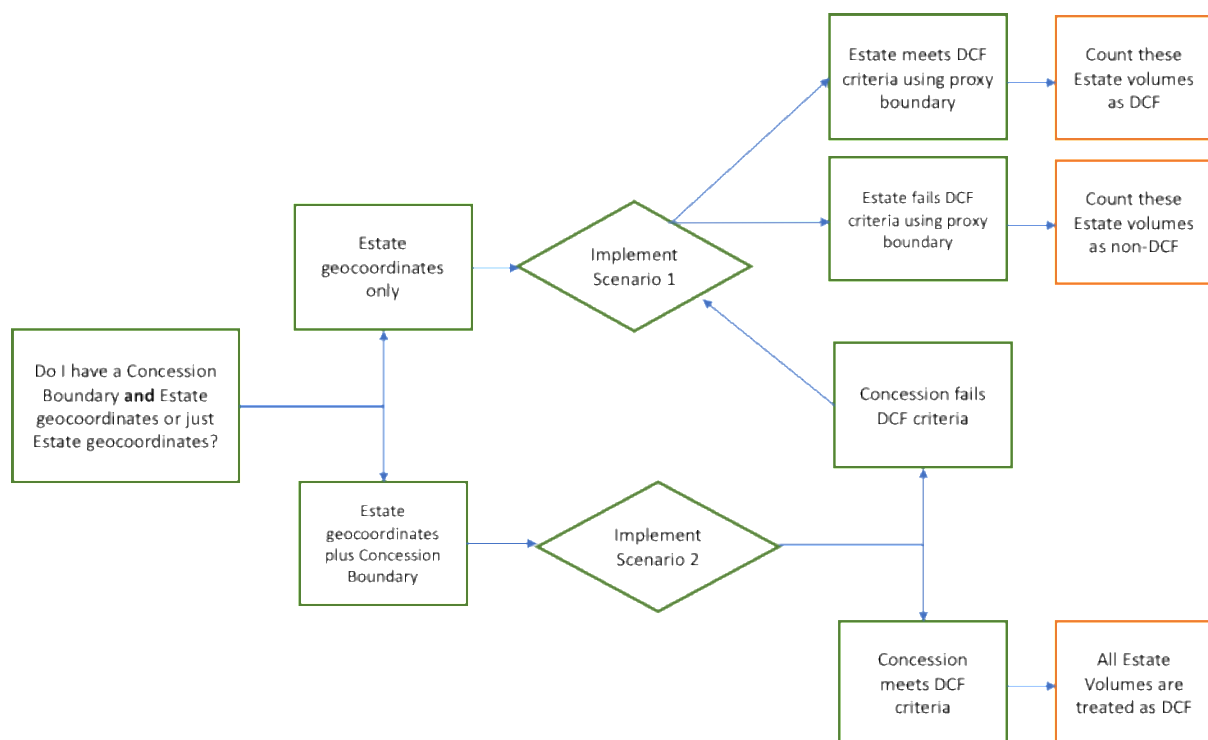 Estate meets DCF
criteria using proxy
boundary
Count these
Estate volumes
as DCF
Estate fails DCF
criteria using proxy
boundary
Count these
Estate volumes
as non-DCF
Estate
geocoordinates
only
Implement
Scenario 1
Do I have a Concession
Boundary and Estate
geocoordinates or just
Estate geocoordinates?
Concession fails
DCF criteria
Estate
geocoordinates
plus Concession
Boundary
Implement
Scenario 2
Concession
meets DCF
criteria
All Estate
Volumes are
treated as DCF